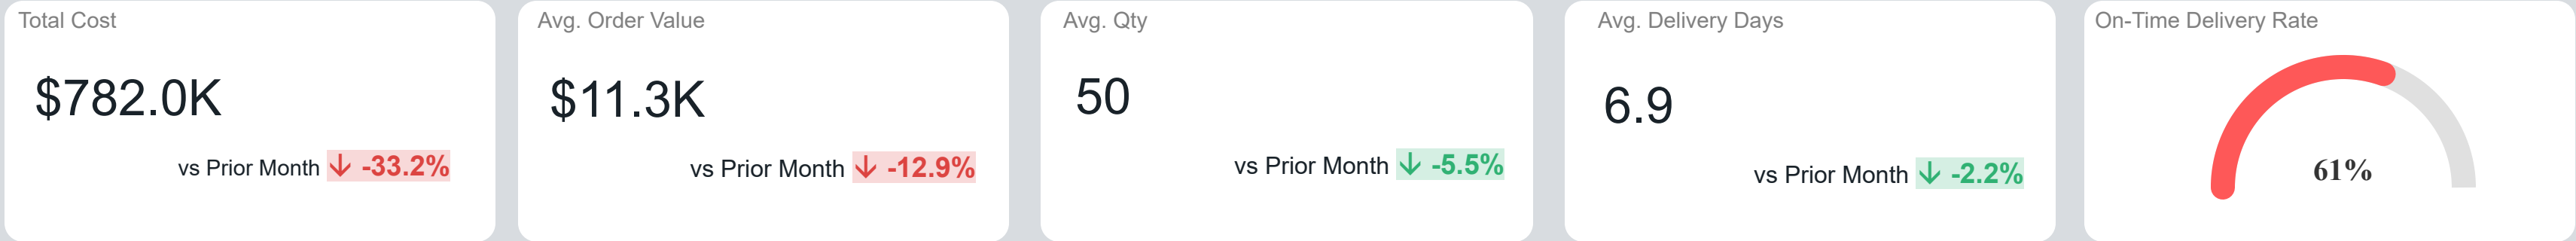 Total Cost
$782.0K
vs Prior Month ↓ -33.2%
Avg. Order Value
$11.3K
vs Prior Month ↓ -12.9%
Avg. Qty
50
vs Prior Month ↓ -5.5%
Avg. Delivery Days
6.9
vs Prior Month ↓ -2.2%
On-Time Delivery Rate
61%